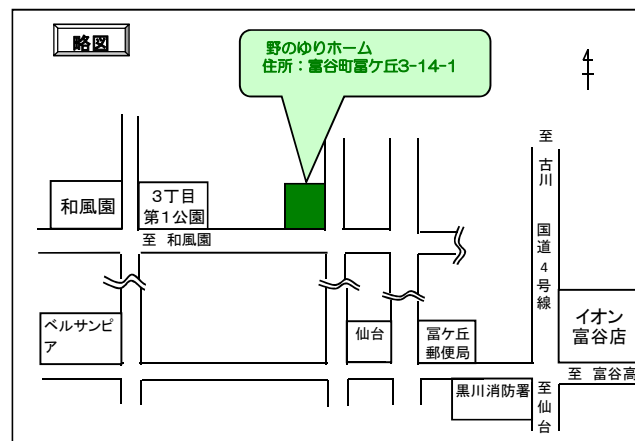 略図
野のゆりホーム
住所：富谷町冨ケ丘3-14-1
至
古川
国道4号線
和風園
3丁目
第1公園
至 和風園
ベルサンピ
ア
仙台
冨ケ丘
郵便局
イオン
富谷店
至 富谷高
黒川消防署
至仙台